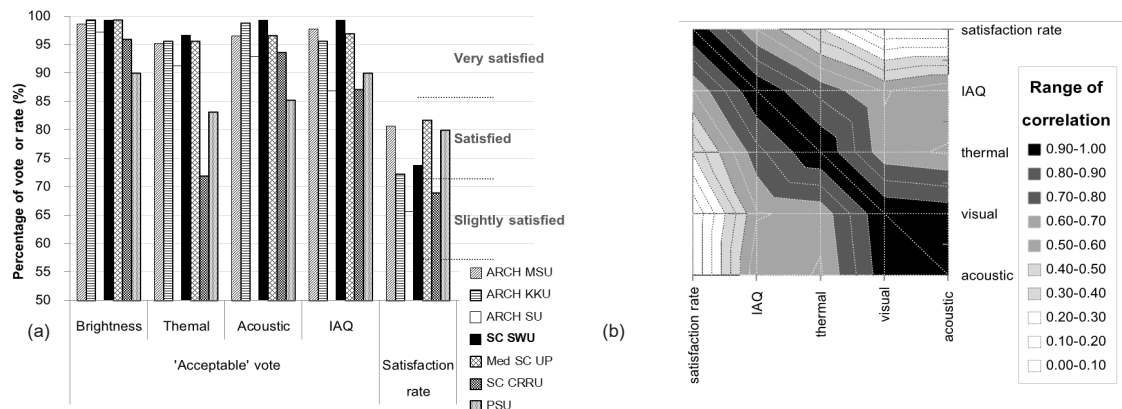 Percentage of vote or rate (%)
100
95
90
85
80
75
70
65
60
55
50
Very satisfied
Satisfied
Slightly satisfied
Brightness
Themal
Acoustic
IAQ
'Acceptable' vote
Satisfaction
rate
ARCH MSU
ARCH KKU
ARCH SU
SC SWU
Med SC UP
SC CRRU
PSU
(a)
(b)
satisfaction rate
IAQ
thermal
visual
acoustic
satisfaction rate
IAQ
thermal
visual
acoustic
Range of
correlation
0.90-1.00
0.80-0.90
0.70-0.80
0.60-0.70
0.50-0.60
0.40-0.50
0.30-0.40
0.20-0.30
0.10-0.20
0.00-0.10